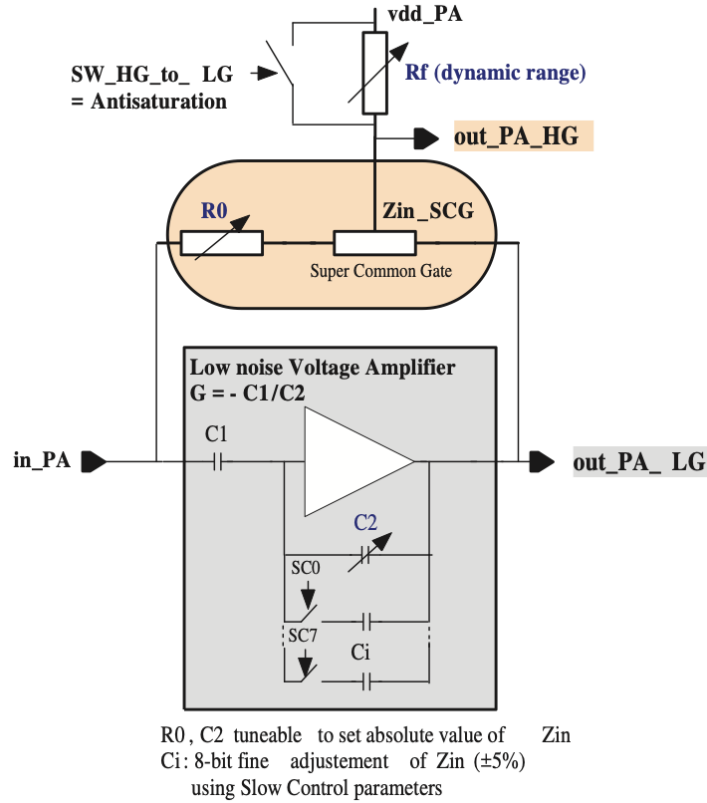 vdd_PA
SW_HG_to_ LG
= Antisaturation
Rf (dynamic range)
out_PA_HG
R0
Zin_SCG
Super Common Gate
Low noise Voltage Amplifier
G = - C1/C2
C1
in_PA
out_PA_ LG
C2
SC0
SC7
Ci
R0 , C2 tuneable to set absolute value of Zin
Ci : 8-bit fine adjustement of Zin (±5%)
using Slow Control parameters